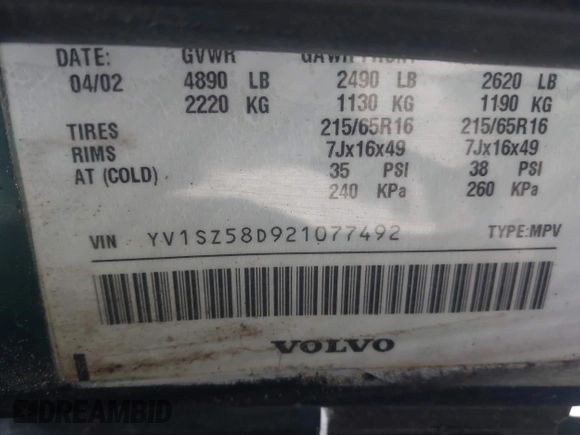 DATE: GVWR GAWR FRONT
04/02 4890 LB 2490 LB 2620 LB
2220 KG 1130 KG 1190 KG
TIRES 215/65R16 215/65R16
RIMS 7Jx16x49 7Jx16x49
AT (COLD) 35 PSI 38 PSI
240 KPa 260 KPa
VIN YV1SZ58D921077492 TYPE: MPV
VOLVO
DREAMBID